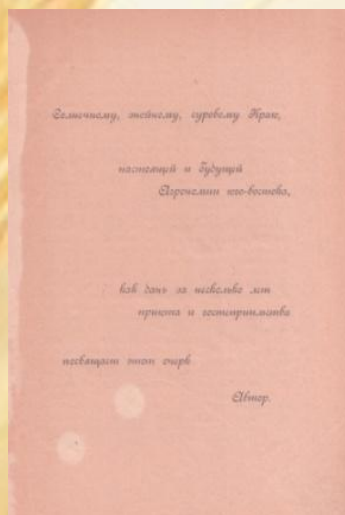 Солнечному, знойному, суровому Краю,
настоящей и будущей
Агрономии юго-востока,
как дань за несколько лет
приюта и гостеприимства
посвящает этот очерк
Автор.